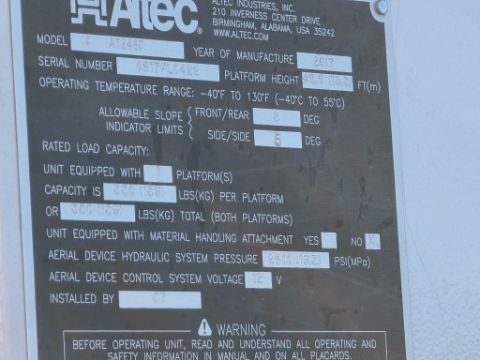 Altec
ALTEC INDUSTRIES, INC.
210 INVERNESS CENTER DRIVE
BIRMINGHAM, ALABAMA, USA 35242
WWW.ALTEC.COM
MODEL
YEAR OF MANUFACTURE 2017
SERIAL NUMBER PLATFORM HEIGHT FT(m)
OPERATING TEMPERATURE RANGE: -40°F TO 130°F (-40°C TO 55°C)
ALLOWABLE SLOPE INDICATOR LIMITS
FRONT/REAR DEG
SIDE/SIDE 5 DEG
RATED LOAD CAPACITY:
UNIT EQUIPPED WITH 1 PLATFORM(S)
CAPACITY IS LBS(KG) PER PLATFORM
OR LBS(KG) TOTAL (BOTH PLATFORMS)
UNIT EQUIPPED WITH MATERIAL HANDLING ATTACHMENT YES NO X
AERIAL DEVICE HYDRAULIC SYSTEM PRESSURE PSI(MPa)
AERIAL DEVICE CONTROL SYSTEM VOLTAGE 12 V
INSTALLED BY
WARNING
BEFORE OPERATING UNIT, READ AND UNDERSTAND ALL OPERATING AND
SAFETY INFORMATION IN MANUAL AND ON ALL PLACARDS.